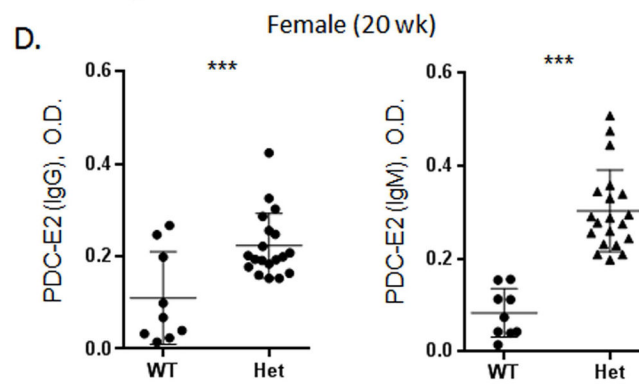 D.
Female (20 wk)
***
PDC-E2 (IgG), O.D.
0.6
0.4
0.2
0.0
WT Het
***
PDC-E2 (IgM), O.D.
0.6
0.4
0.2
0.0
WT Het